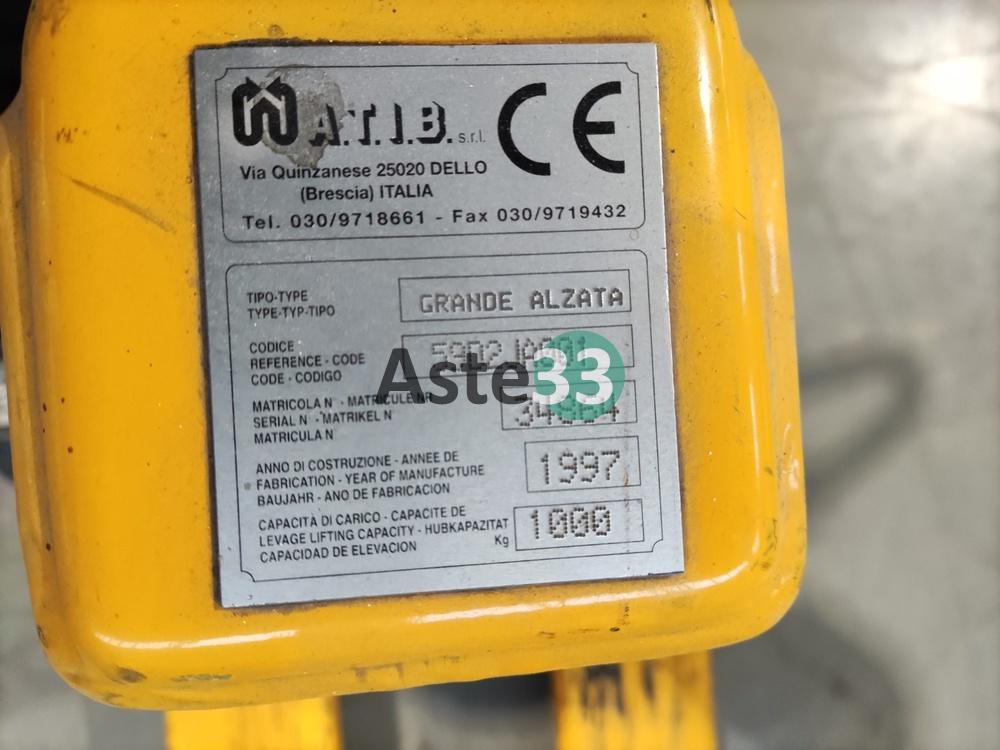 A.T.I.B. s.r.l. CE
Via Quinzanese 25020 DELLO
(Brescia) ITALIA
Tel. 030/9718661 - Fax 030/9719432
TIPO-TYPE
TYPE-TYP-TIPO
GRANDE ALZATA
CODICE
REFERENCE - CODE
CODE - CODIGO
Aste33
MATRICOLA N - MATRICULE NR
SERIAL N - MATRIKEL N
MATRICULA N
ANNO DI COSTRUZIONE - ANNEE DE
FABRICATION - YEAR OF MANUFACTURE
BAUJAHR - ANO DE FABRICACION
1997
CAPACITÀ DI CARICO - CAPACITE DE
LEVAGE LIFTING CAPACITY - HUBKAPAZITAT
CAPACIDAD DE ELEVACION
Kg 1000